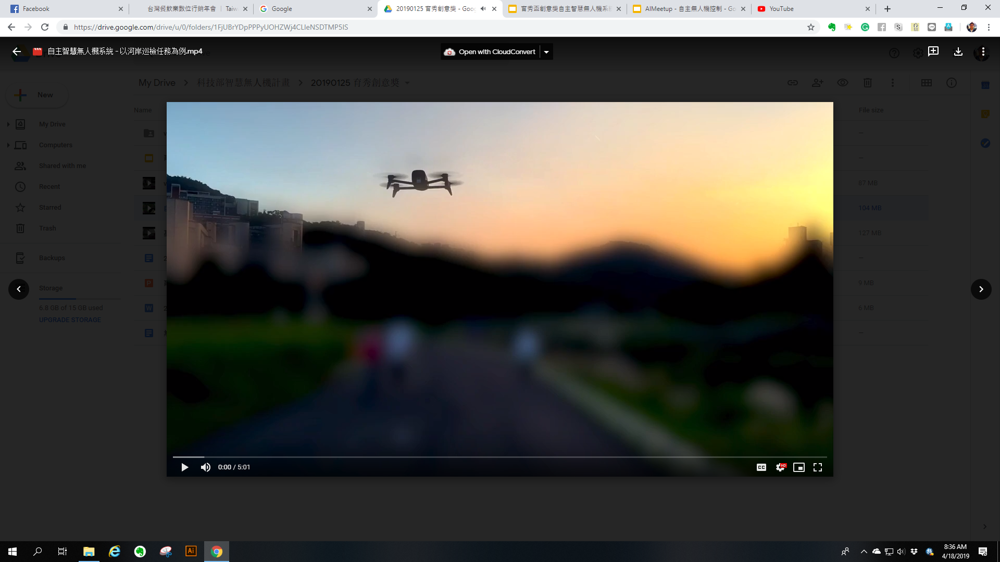 Facebook
台灣餐飲業數位行銷年會 | Taiw
Google
20190125 育秀創意獎 - Goog
育秀盃創意獎自主智慧無人機系統
AIMeetup - 自主無人機控制 - Go
YouTube
https://drive.google.com/drive/u/0/folders/1FjUBrYDpPPPyUOHZWj4CLIeNSDTMP5IS
自主智慧無人機系統 - 以河岸巡檢任務為例.mp4
Open with CloudConvert
My Drive
科技部智慧無人機計畫
20190125 育秀創意獎
New
Name
File size
My Drive
Computers
Shared with me
Recent
87 MB
Starred
104 MB
Trash
127 MB
Backups
Storage
9 MB
6.8 GB of 15 GB used
6 MB
UPGRADE STORAGE
0:00 / 5:01
CC
HD
Ai
8:36 AM
4/18/2019